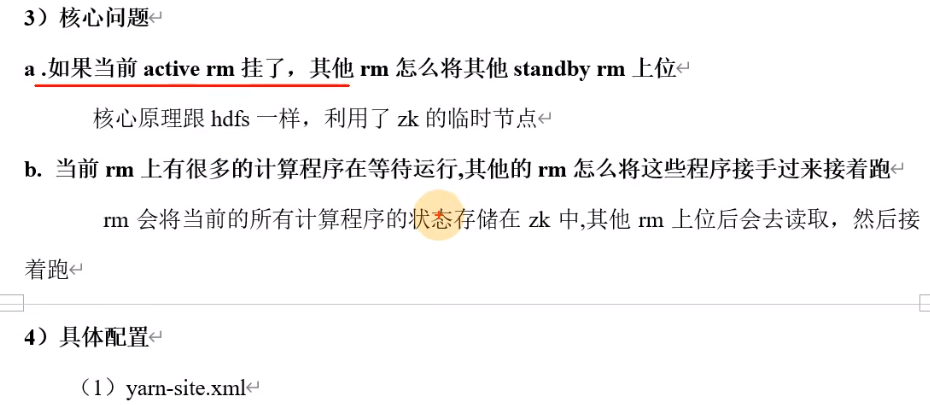 3）核心问题
a .如果当前 active rm 挂了，其他 rm 怎么将其他 standby rm 上位
核心原理跟 hdfs 一样，利用了 zk 的临时节点
b. 当前 rm 上有很多的计算程序在等待运行,其他的 rm 怎么将这些程序接手过来接着跑
rm 会将当前的所有计算程序的状态存储在 zk 中,其他 rm 上位后会去读取，然后接
着跑
4）具体配置
（1）yarn-site.xml